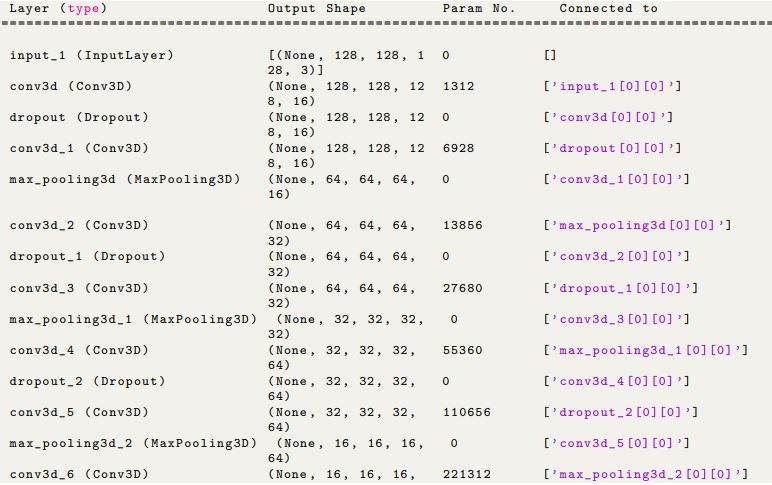 Layer (type) Output Shape Param No. Connected to
================================================================================
input_1 (InputLayer) [(None, 128, 128, 1 0 []
28, 3)]
conv3d (Conv3D) (None, 128, 128, 12 1312 ['input_1[0][0]']
8, 16)
dropout (Dropout) (None, 128, 128, 12 0 ['conv3d[0][0]']
8, 16)
conv3d_1 (Conv3D) (None, 128, 128, 12 6928 ['dropout[0][0]']
8, 16)
max_pooling3d (MaxPooling3D) (None, 64, 64, 64, 0 ['conv3d_1[0][0]']
16)
conv3d_2 (Conv3D) (None, 64, 64, 64, 13856 ['max_pooling3d[0][0]']
32)
dropout_1 (Dropout) (None, 64, 64, 64, 0 ['conv3d_2[0][0]']
32)
conv3d_3 (Conv3D) (None, 64, 64, 64, 27680 ['dropout_1[0][0]']
32)
max_pooling3d_1 (MaxPooling3D) (None, 32, 32, 32, 0 ['conv3d_3[0][0]']
32)
conv3d_4 (Conv3D) (None, 32, 32, 32, 55360 ['max_pooling3d_1[0][0]']
64)
dropout_2 (Dropout) (None, 32, 32, 32, 0 ['conv3d_4[0][0]']
64)
conv3d_5 (Conv3D) (None, 32, 32, 32, 110656 ['dropout_2[0][0]']
64)
max_pooling3d_2 (MaxPooling3D) (None, 16, 16, 16, 0 ['conv3d_5[0][0]']
64)
conv3d_6 (Conv3D) (None, 16, 16, 16, 221312 ['max_pooling3d_2[0][0]']